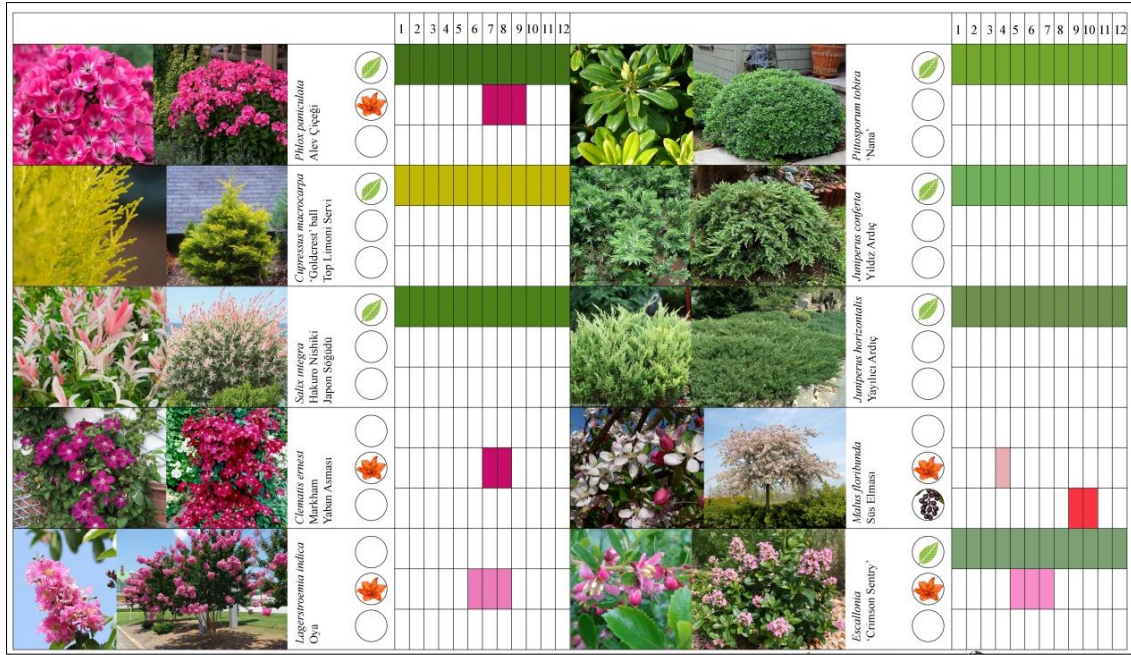 1 2 3 4 5 6 7 8 9 10 11 12
1 2 3 4 5 6 7 8 9 10 11 12
Phlox paniculata
Alev Çiçeği
Pittosporum tobira
'Nana'
Cupressus macrocarpa
'Goldcrest' ball
Top Limoni Servi
Juniperus conferta
Yıldız Ardıç
Salix integra
Hakuro Nishiki
Japon Söğüdü
Juniperus horizontalis
Yayılıcı Ardıç
Clematis ernest
Markham
Yaban Asması
Malus floribunda
Süs Elması
Lagerstroemia indica
Oya
Escallonia
'Crimson Sentry'